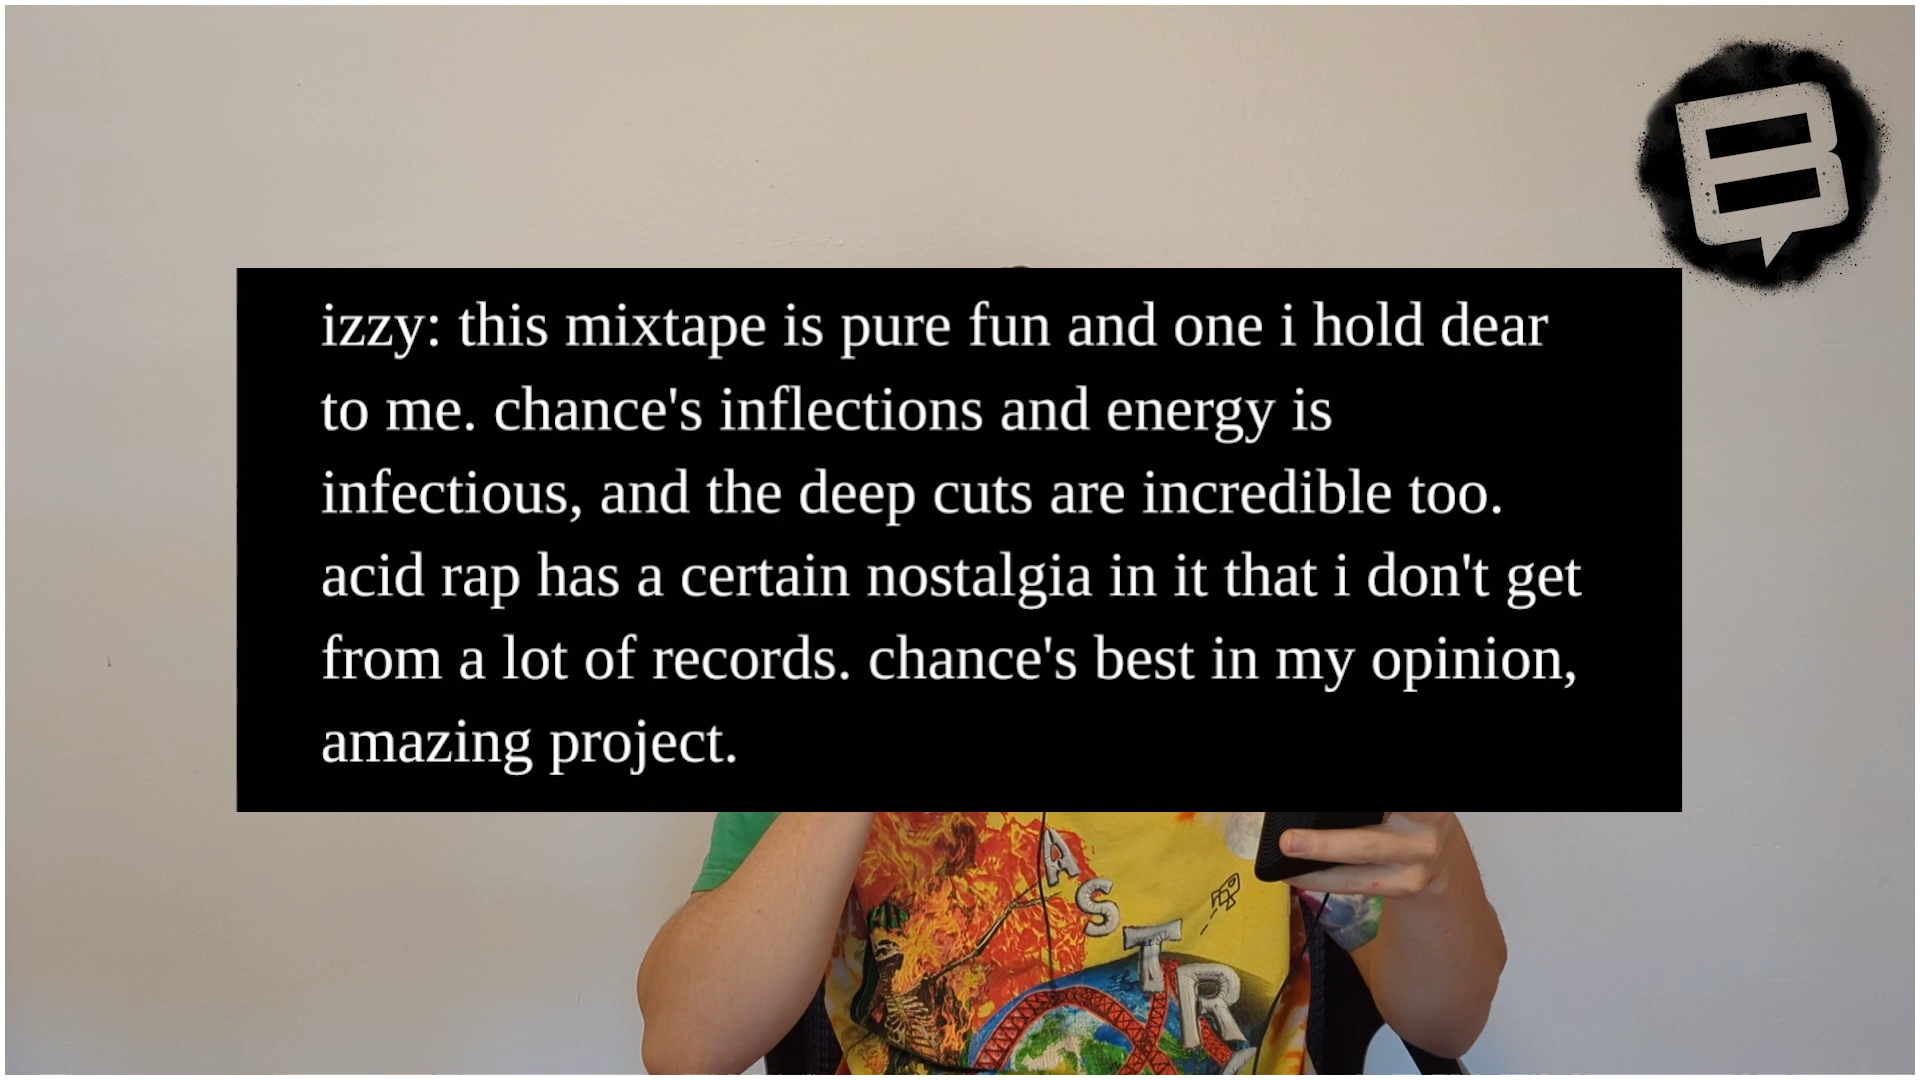 B
izzy: this mixtape is pure fun and one i hold dear
to me. chance's inflections and energy is
infectious, and the deep cuts are incredible too.
acid rap has a certain nostalgia in it that i don't get
from a lot of records. chance's best in my opinion,
amazing project.
ASTR